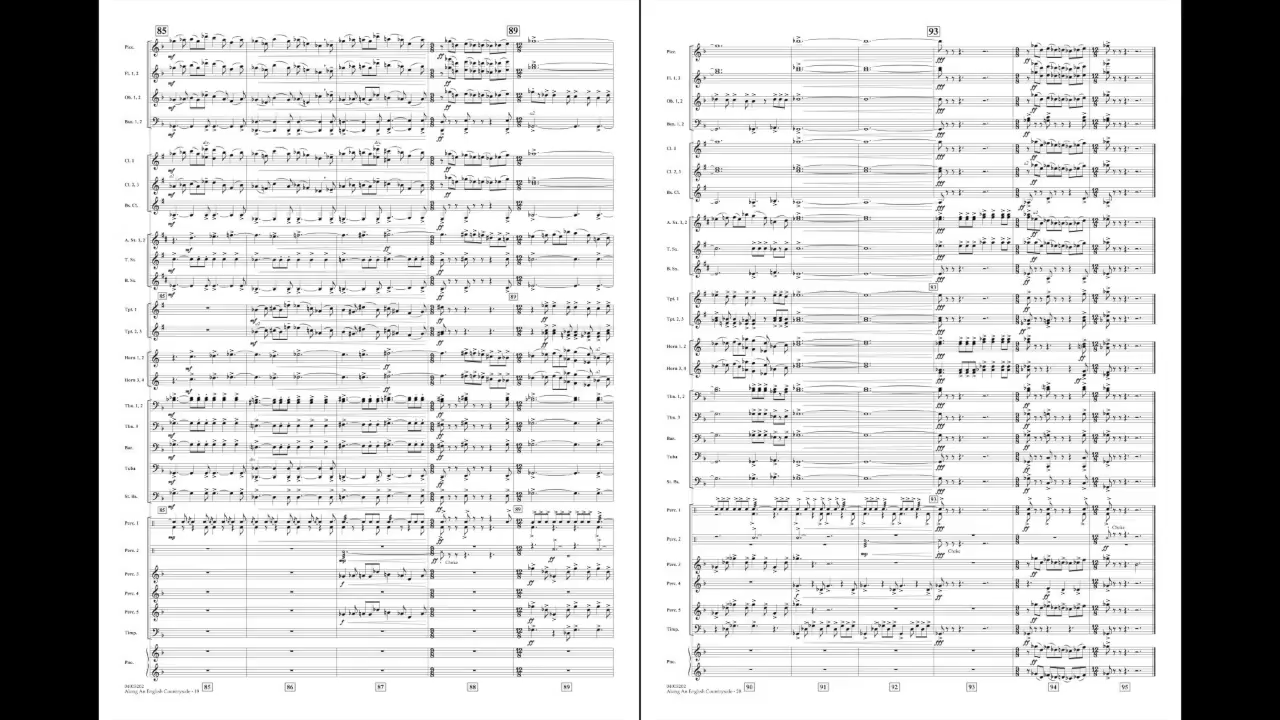 85
89
Picc.
Fl. 1, 2
Ob. 1, 2
Bsn. 1, 2
mf
ff
Cl. 1
Cl. 2, 3
Bs. Cl.
A. Sx. 1, 2
T. Sx.
B. Sx.
85
89
Tpt. 1
Tpt. 2, 3
Horn 1, 2
Horn 3, 4
Tbn. 1, 2
Tbn. 3
Bar.
Tuba
St. Bs.
85
89
Perc. 1
Perc. 2
Choke
Perc. 3
Perc. 4
Perc. 5
Timp.
Pno.
Along An English Countryside - 19
85 86 87 88 89
93
Picc.
Fl. 1, 2
Ob. 1, 2
Bsn. 1, 2
fff
ff
Cl. 1
Cl. 2, 3
Bs. Cl.
A. Sx. 1, 2
T. Sx.
B. Sx.
93
Tpt. 1
Tpt. 2, 3
Horn 1, 2
Horn 3, 4
Tbn. 1, 2
Tbn. 3
Bar.
Tuba
St. Bs.
93
Perc. 1
Choke
Perc. 2
Choke
Perc. 3
Perc. 4
Perc. 5
Timp.
Pno.
Along An English Countryside - 20
90 91 92 93 94 95